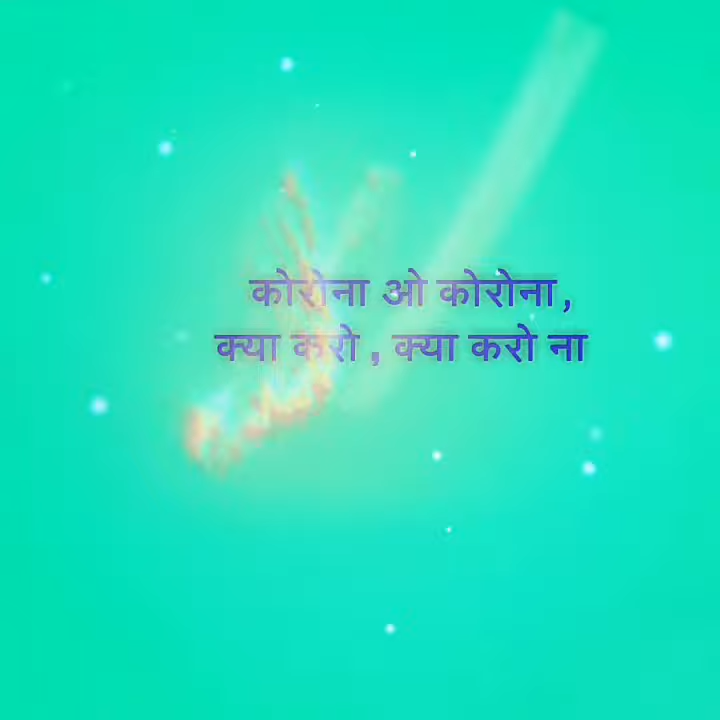 कोरोना ओ कोरोना,
क्या करो , क्या करो ना